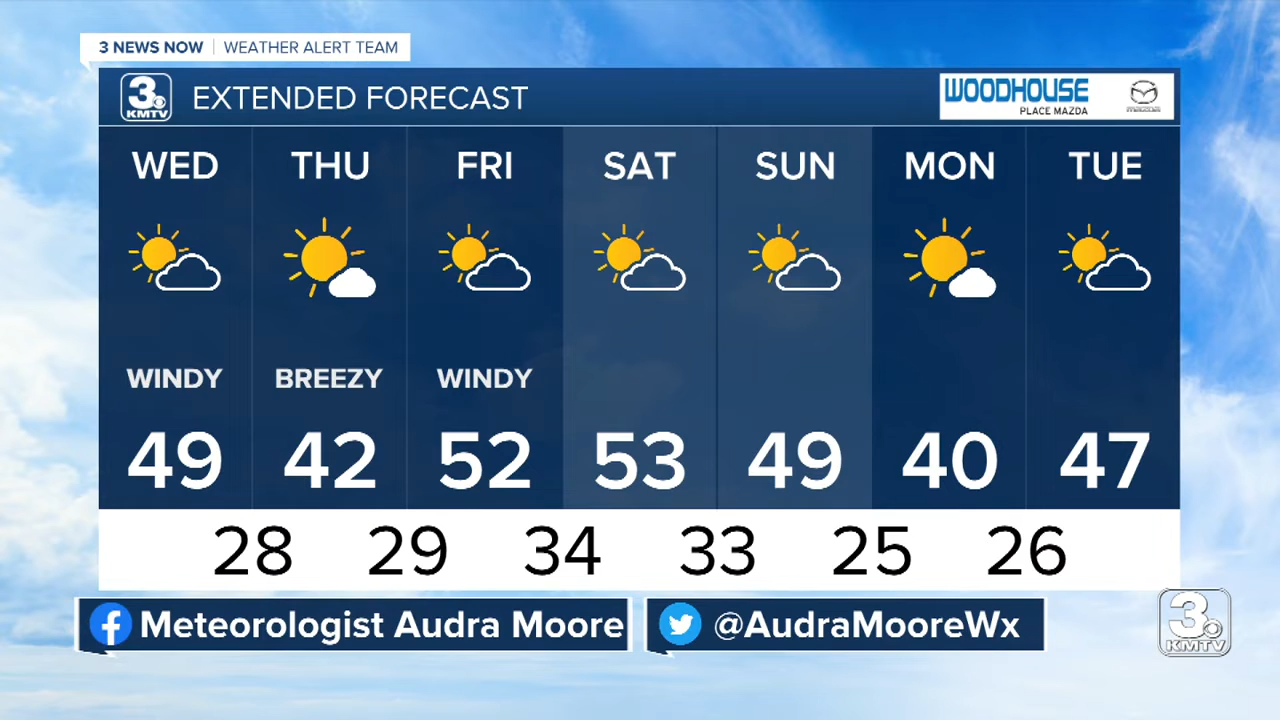 3 NEWS NOW | WEATHER ALERT TEAM
3 KMTV EXTENDED FORECAST
WOODHOUSE
PLACE MAZDA
mazda
WED THU FRI SAT SUN MON TUE
WINDY BREEZY WINDY
49 42 52 53 49 40 47
28 29 34 33 25 26
Meteorologist Audra Moore @AudraMooreWx
3
KMTV